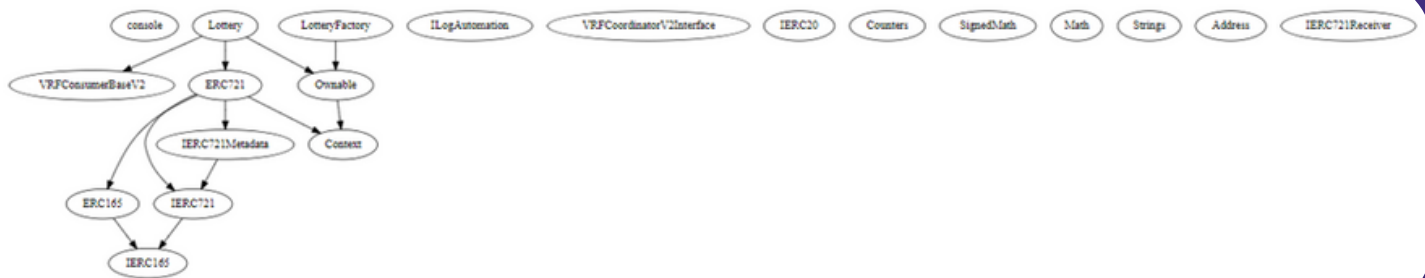 console Lottery LotteryFactory ILogAutomation VRFCoordinatorV2Interface IERC20 Counters SignedMath Math Strings Address IERC721Receiver
VRFConsumerBaseV2 ERC721 Ownable
IERC721Metadata Context
ERC165 IERC721
IERC165